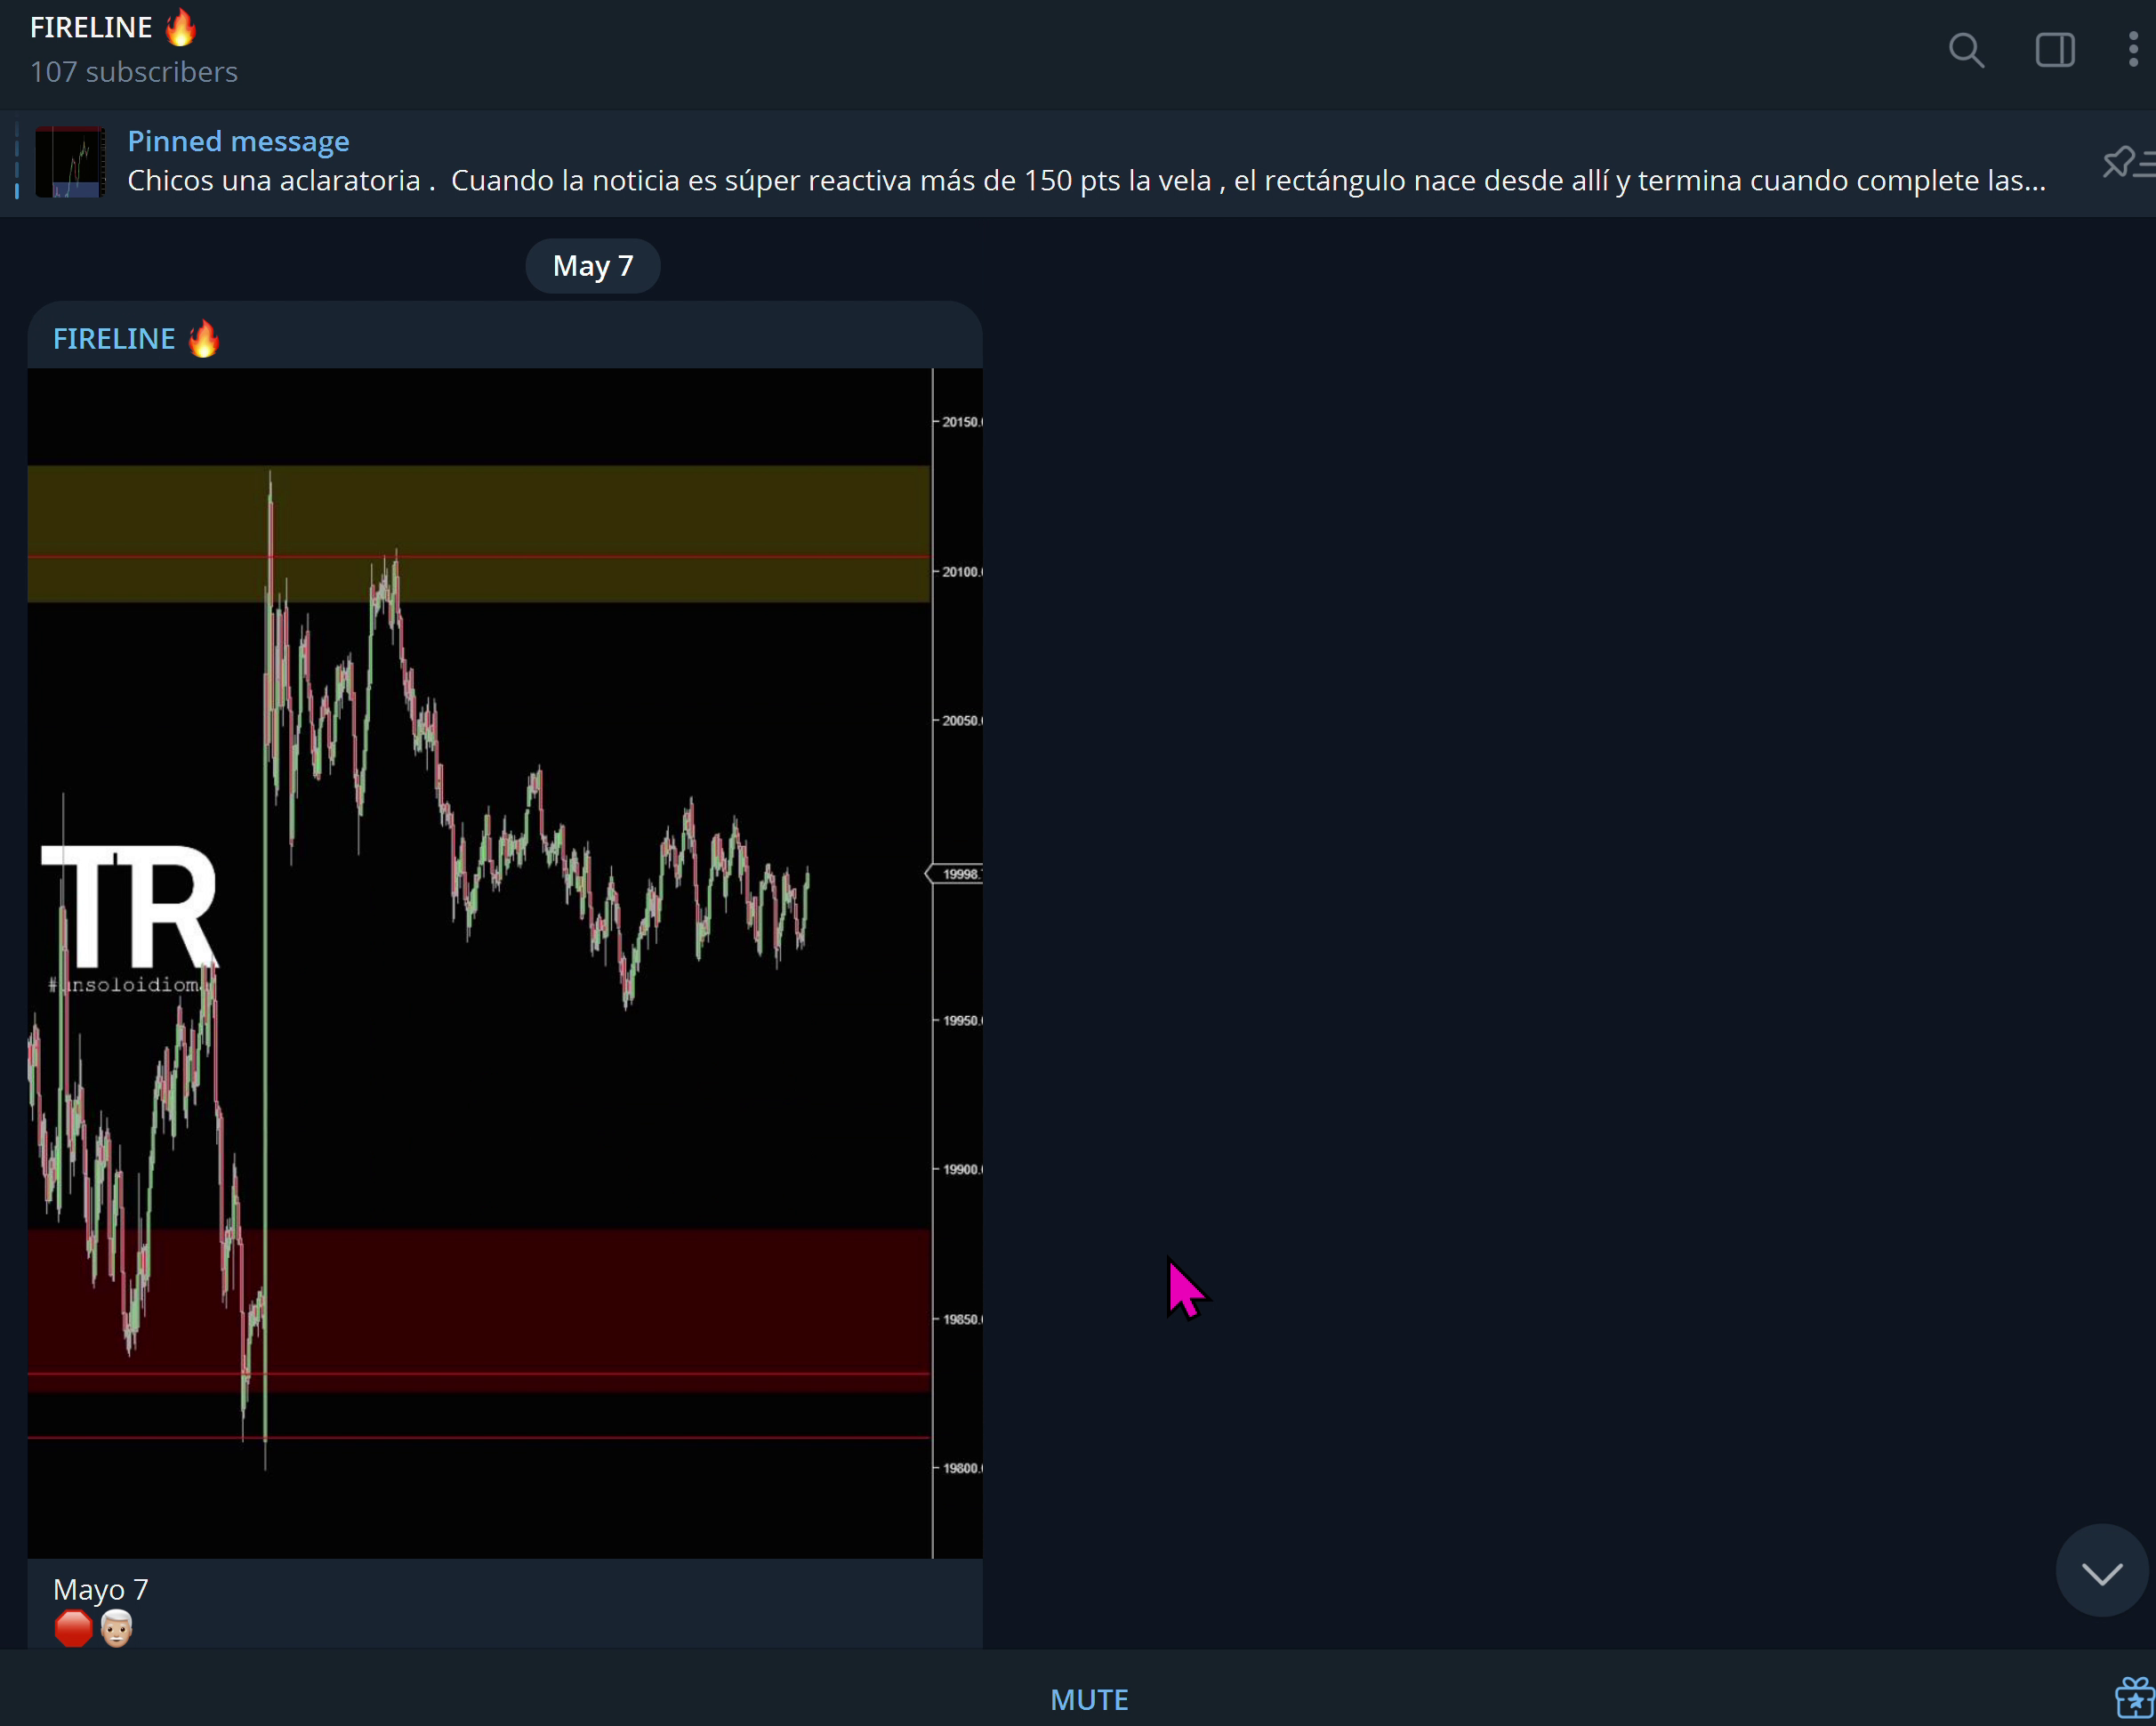 FIRELINE 🔥
107 subscribers
Pinned message
Chicos una aclaratoria .  Cuando la noticia es súper reactiva más de 150 pts la vela , el rectángulo nace desde allí y termina cuando complete las...
May 7
FIRELINE 🔥
20150.
20100.
20050.
19998.
19950.
19900.
19850.
19800.
TR
Mayo 7
🛑👨🏼‍🦳
MUTE